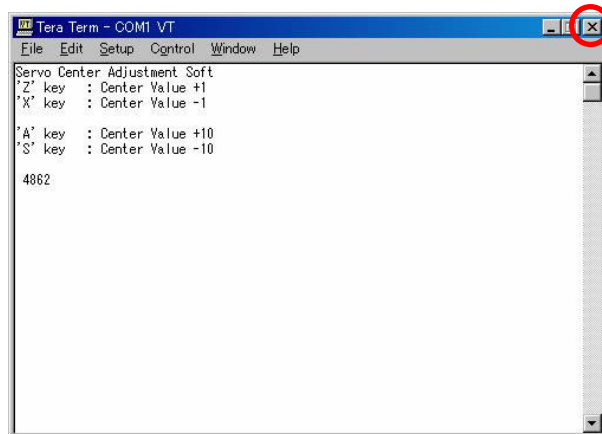 Tera Term - COM1 VT
File Edit Setup Control Window Help
Servo Center Adjustment Soft
'Z' key : Center Value +1
'X' key : Center Value -1
'A' key : Center Value +10
'S' key : Center Value -10
4862